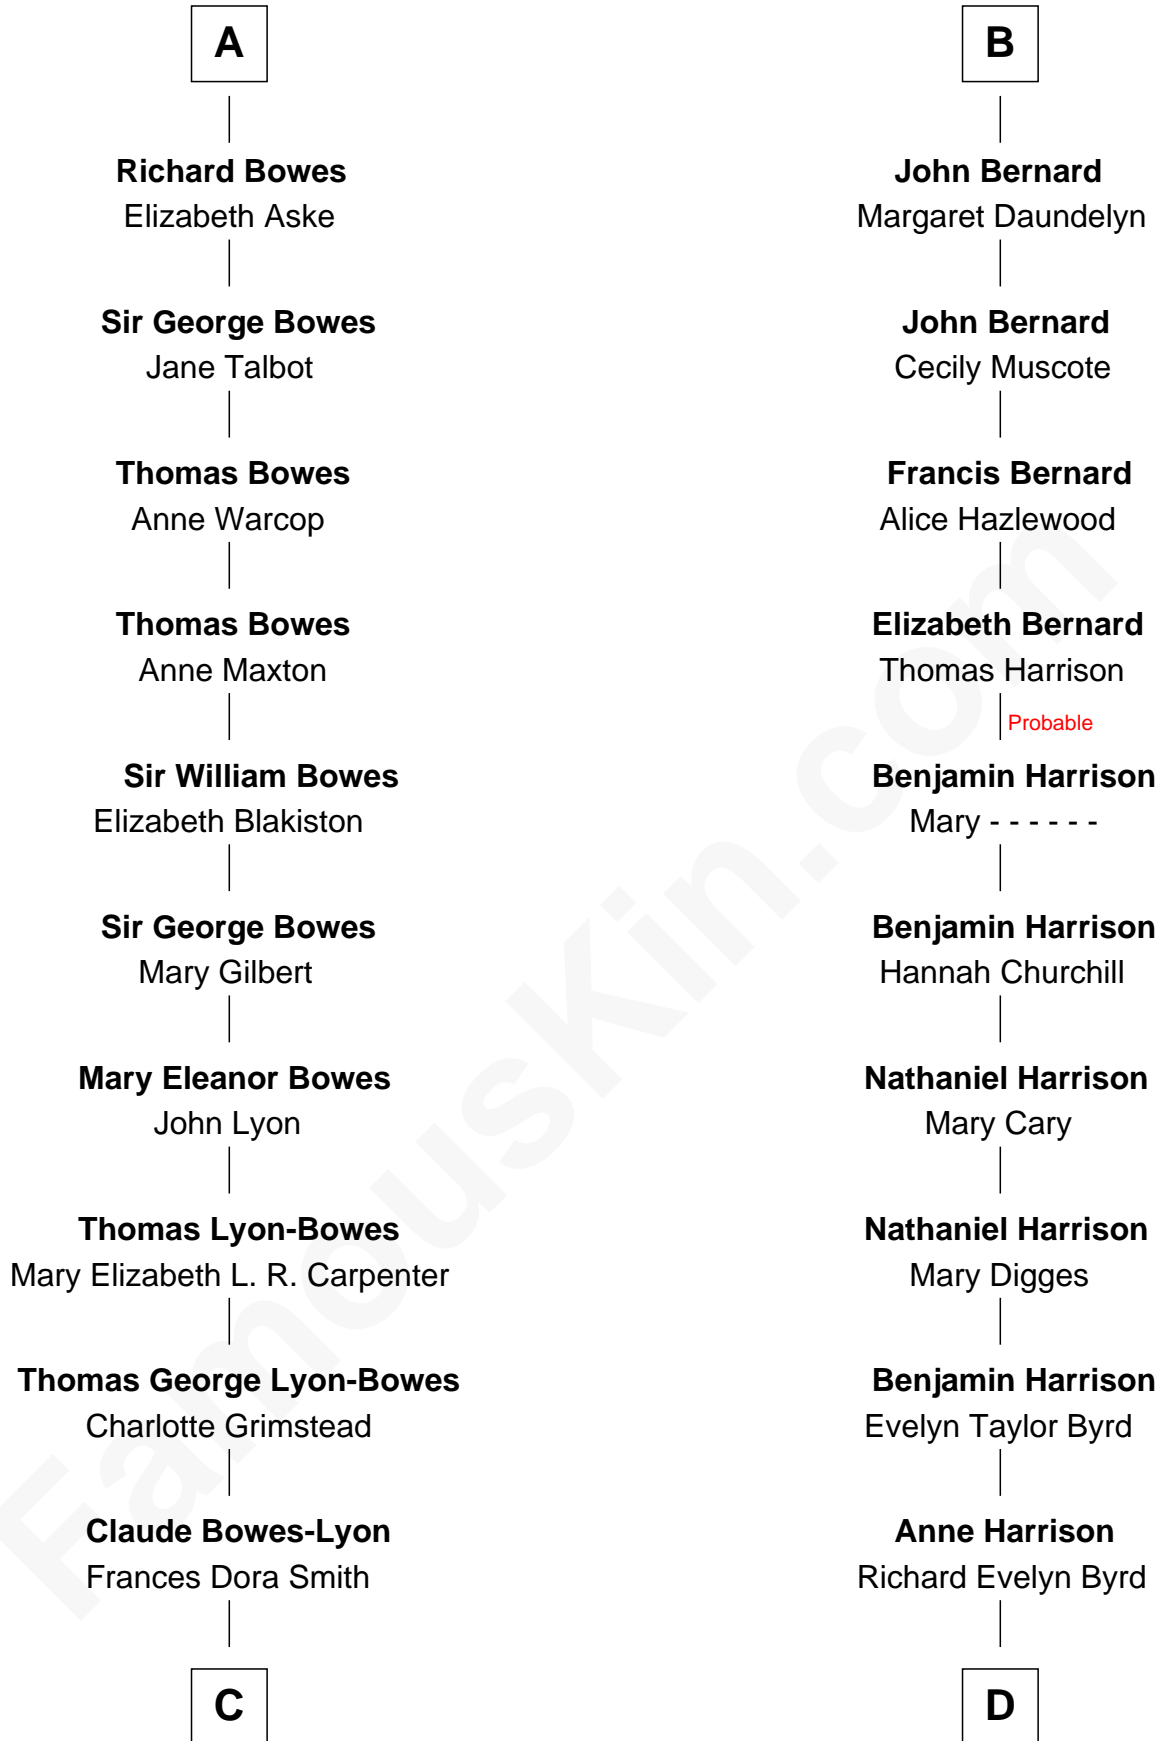 A
Richard Bowes
Elizabeth Aske
Sir George Bowes
Jane Talbot
Thomas Bowes
Anne Warcop
Thomas Bowes
Anne Maxton
Sir William Bowes
Elizabeth Blakiston
Sir George Bowes
Mary Gilbert
Mary Eleanor Bowes
John Lyon
Thomas Lyon-Bowes
Mary Elizabeth L. R. Carpenter
Thomas George Lyon-Bowes
Charlotte Grimstead
Claude Bowes-Lyon
Frances Dora Smith
C
B
John Bernard
Margaret Daundelyn
John Bernard
Cecily Muscote
Francis Bernard
Alice Hazlewood
Elizabeth Bernard
Thomas Harrison
Probable
Benjamin Harrison
Mary - - - - - -
Benjamin Harrison
Hannah Churchill
Nathaniel Harrison
Mary Cary
Nathaniel Harrison
Mary Digges
Benjamin Harrison
Evelyn Taylor Byrd
Anne Harrison
Richard Evelyn Byrd
D
FamousKin.com